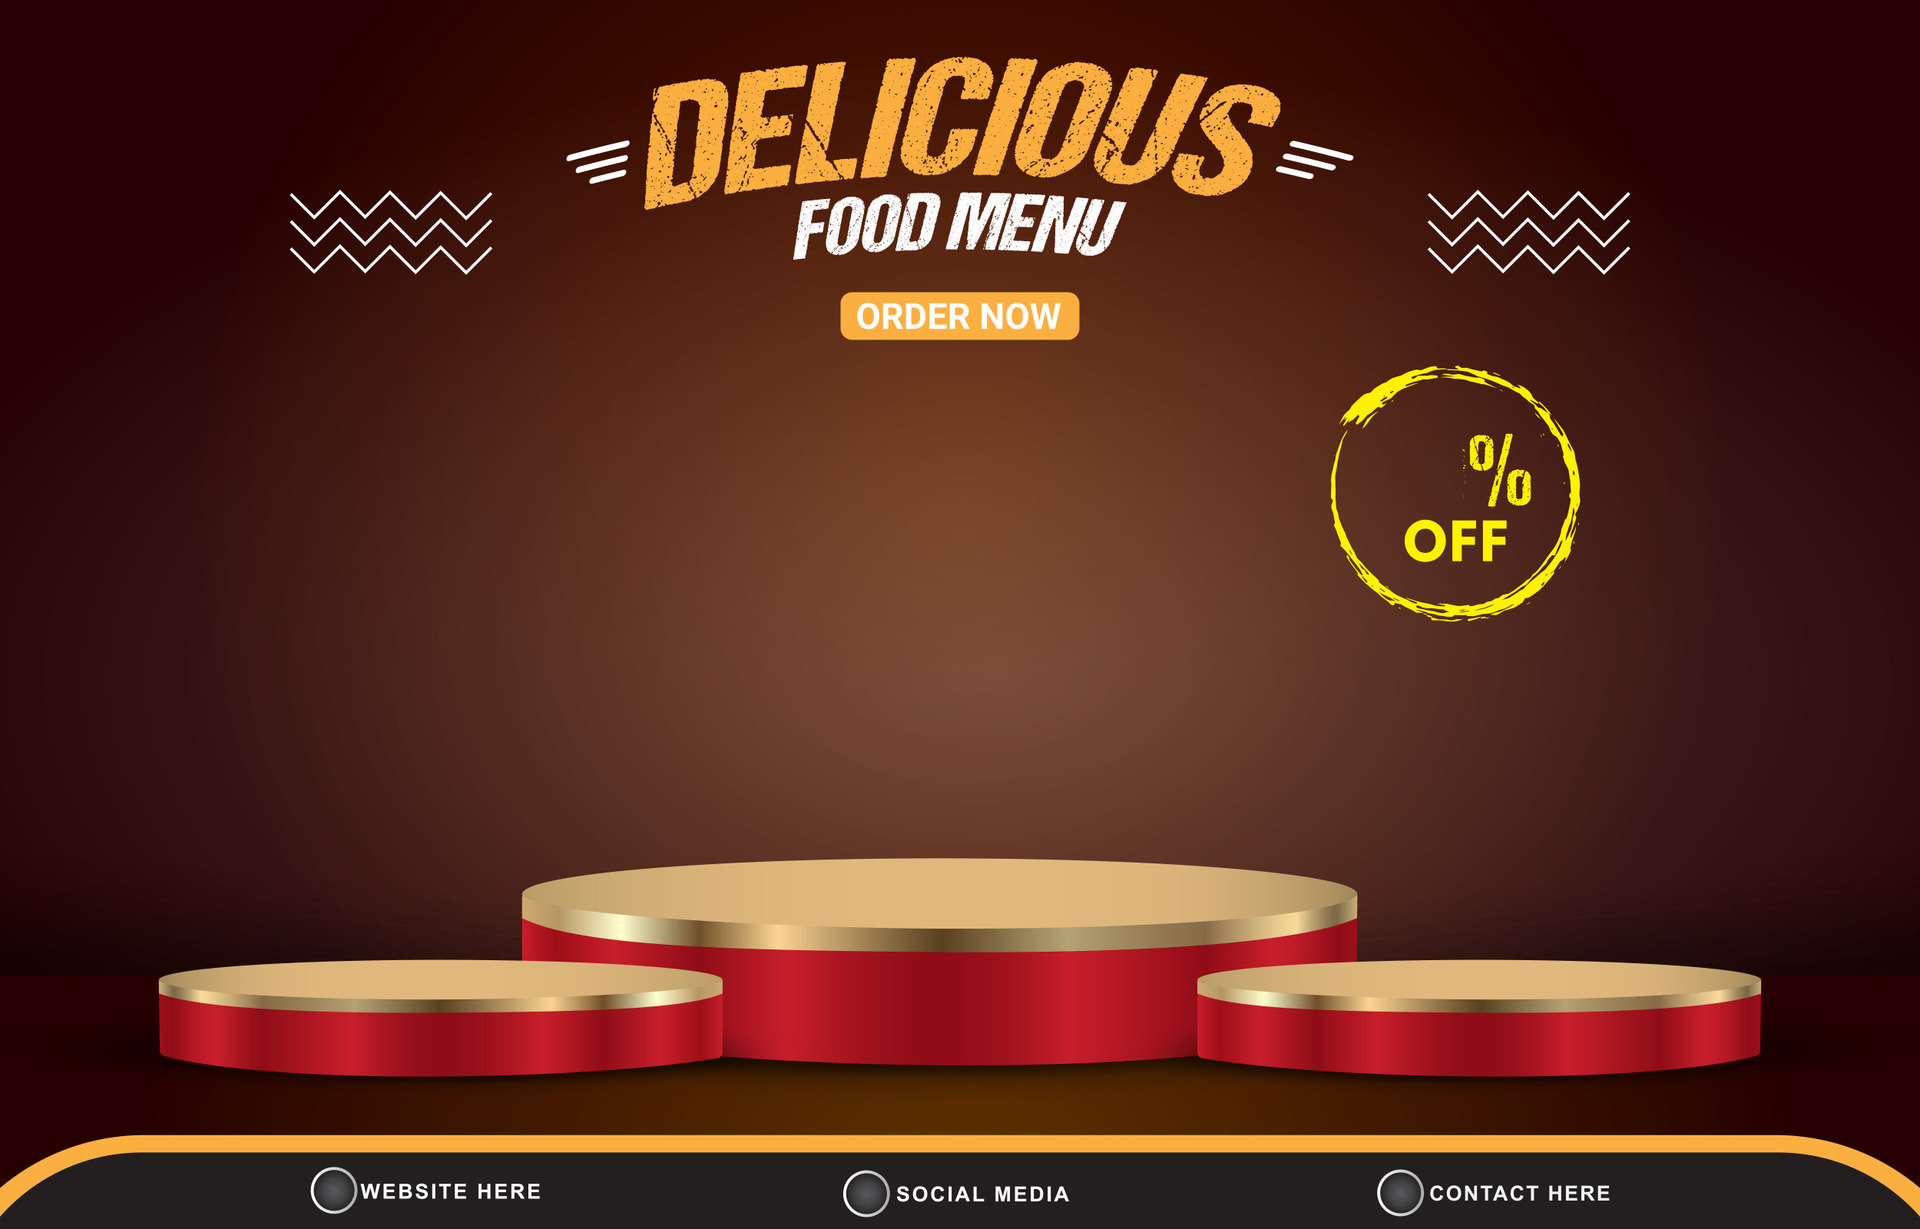 DELICIOUS
FOOD MENU
ORDER NOW
%
OFF
WEBSITE HERE
SOCIAL MEDIA
CONTACT HERE